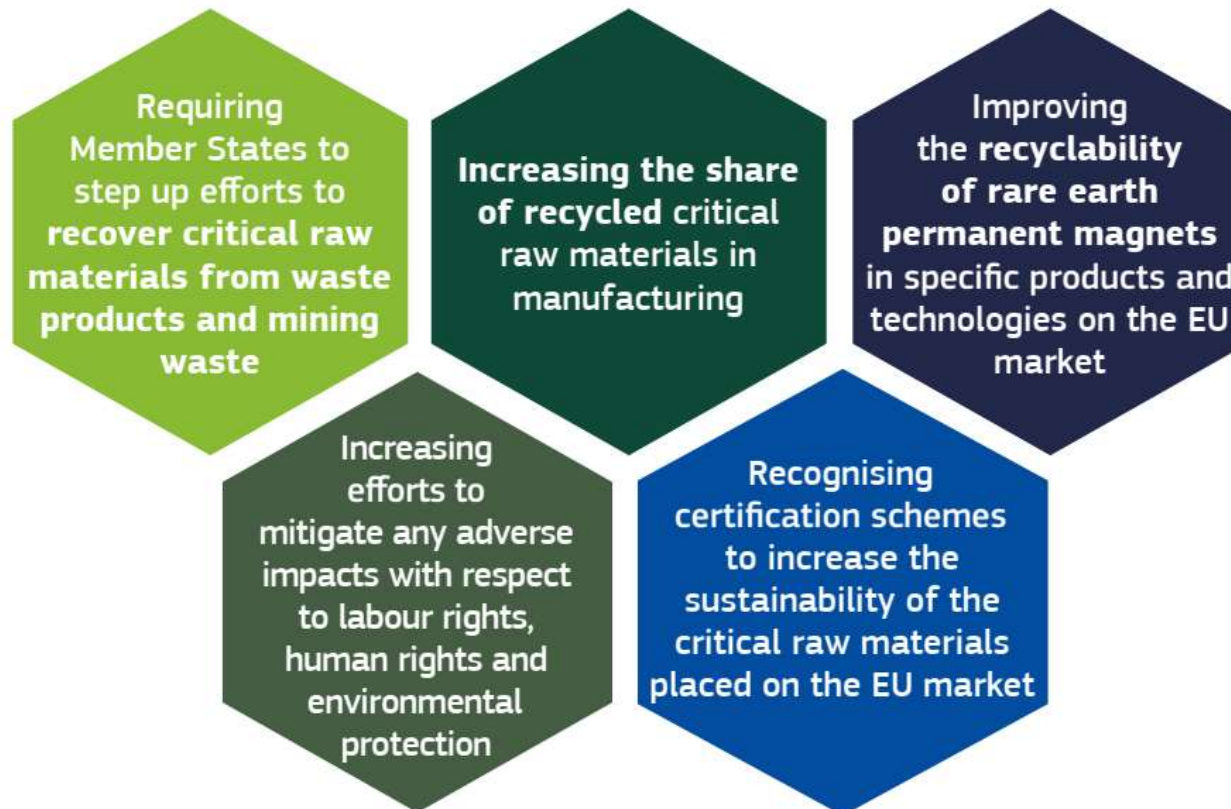 Requiring
Member States to
step up efforts to
recover critical raw
materials from waste
products and mining
waste
Increasing the share
of recycled critical
raw materials in
manufacturing
Improving
the recyclability
of rare earth
permanent magnets
in specific products and
technologies on the EU
market
Increasing
efforts to
mitigate any adverse
impacts with respect
to labour rights,
human rights and
environmental
protection
Recognising
certification schemes
to increase the
sustainability of the
critical raw materials
placed on the EU market